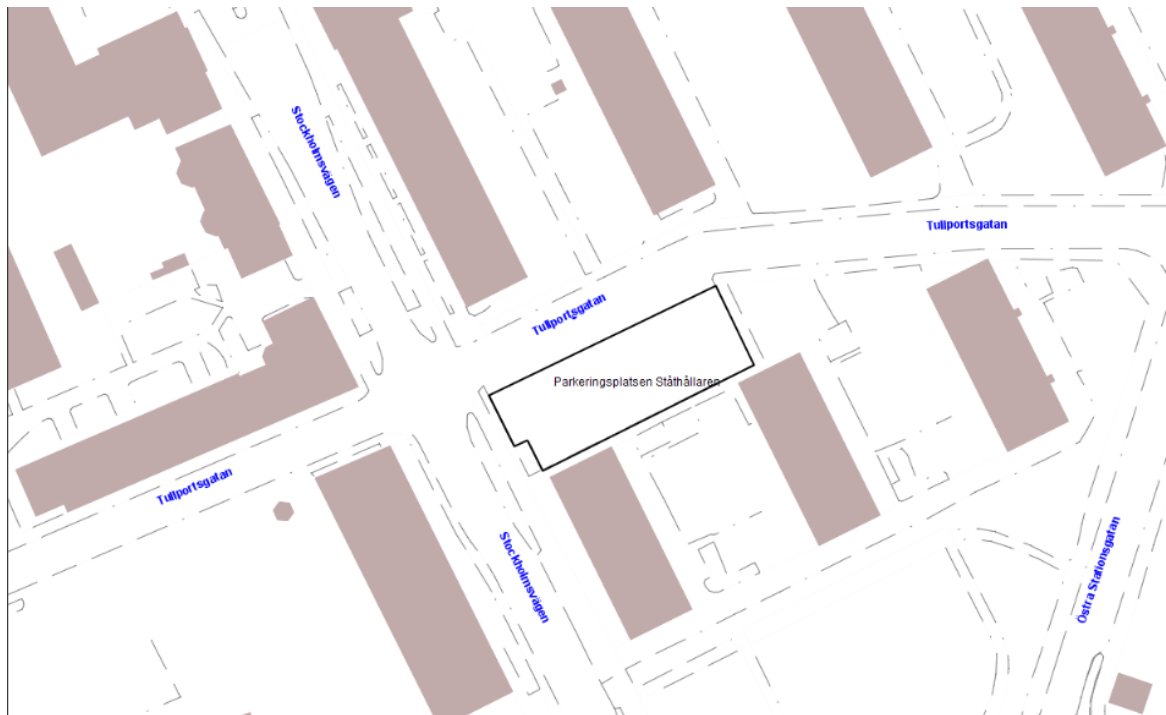 Stockholmsvägen
Tullportsgatan
Tullportsgatan
Parkeringsplatsen Ståthållaren
Tullportsgatan
Stockholmsvägen
Östra Stationsgatan